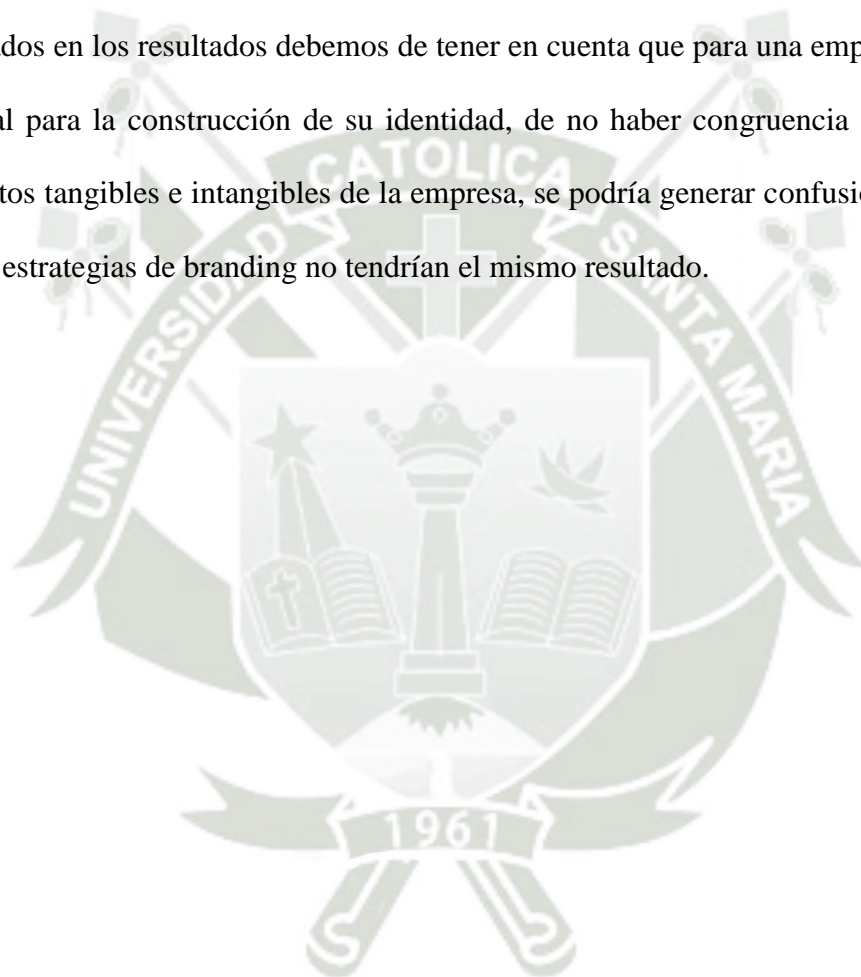 ados en los resultados debemos de tener en cuenta que para una emp
al para la construcción de su identidad, de no haber congruencia
tos tangibles e intangibles de la empresa, se podría generar confusi
estrategias de branding no tendrían el mismo resultado.
UNIVERSIDAD CATOLICA SANTA MARIA
1961